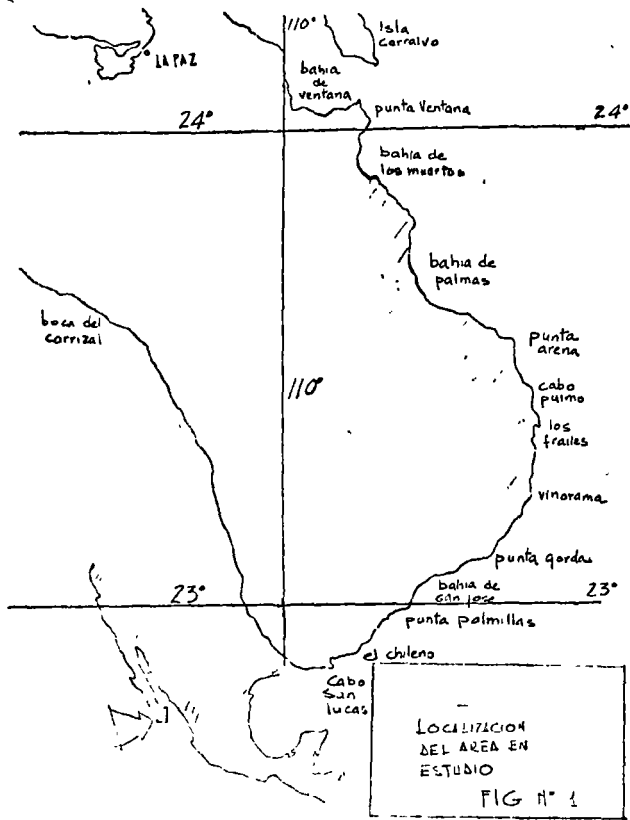 110°
Isla
corralvo
LA PAZ
bahia
de
ventana
punta Ventana
24°
24°
bahia de
los muertos
bahia de
palmas
boca del
carrizal
punta
arena
110°
cabo
pulmo
los
frailes
vinorama
punta gorda
23°
bahia de
san jose
23°
punta palmillas
el chileno
cabo
san
lucas
LOCALIZACION
DEL AREA EN
ESTUDIO
FIG Nº 1